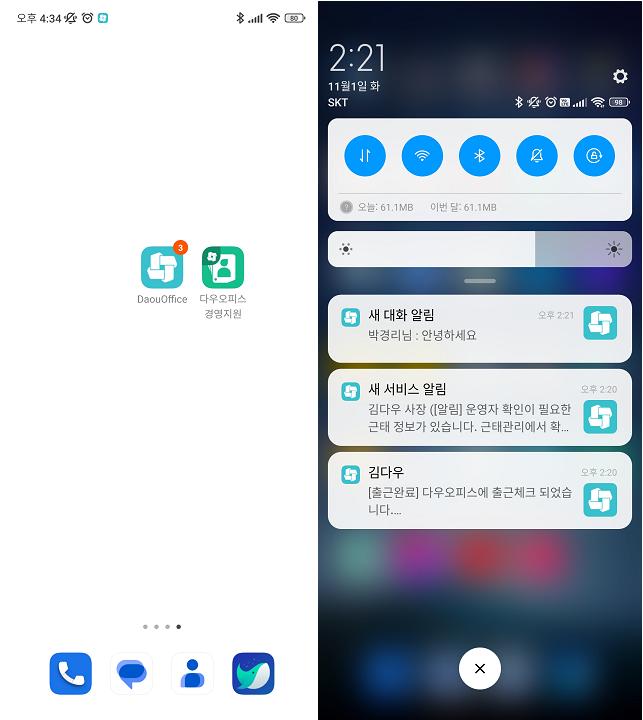 오후 4:34
80
3
DaouOffice
다우오피스
경영지원
2:21
11월1일 화
SKT
98
오늘: 61.1MB 이번 달: 61.1MB
새 대화 알림 오후 2:21
박경리님 : 안녕하세요
새 서비스 알림 오후 2:20
김다우 사장 ([알림] 운영자 확인이 필요한
근태 정보가 있습니다. 근태관리에서 확...
김다우 오후 2:20
[출근완료] 다우오피스에 출근체크 되었습
니다....